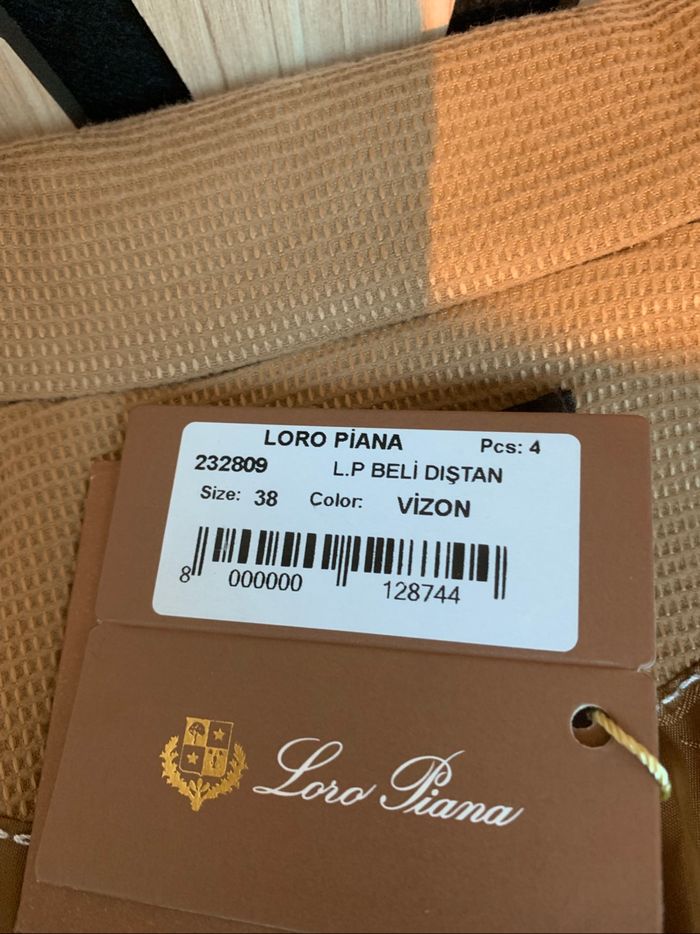 LORO PİANA Pcs: 4
232809 L.P BELİ DIŞTAN
Size: 38 Color: VİZON
8 000000 128744
Loro Piana